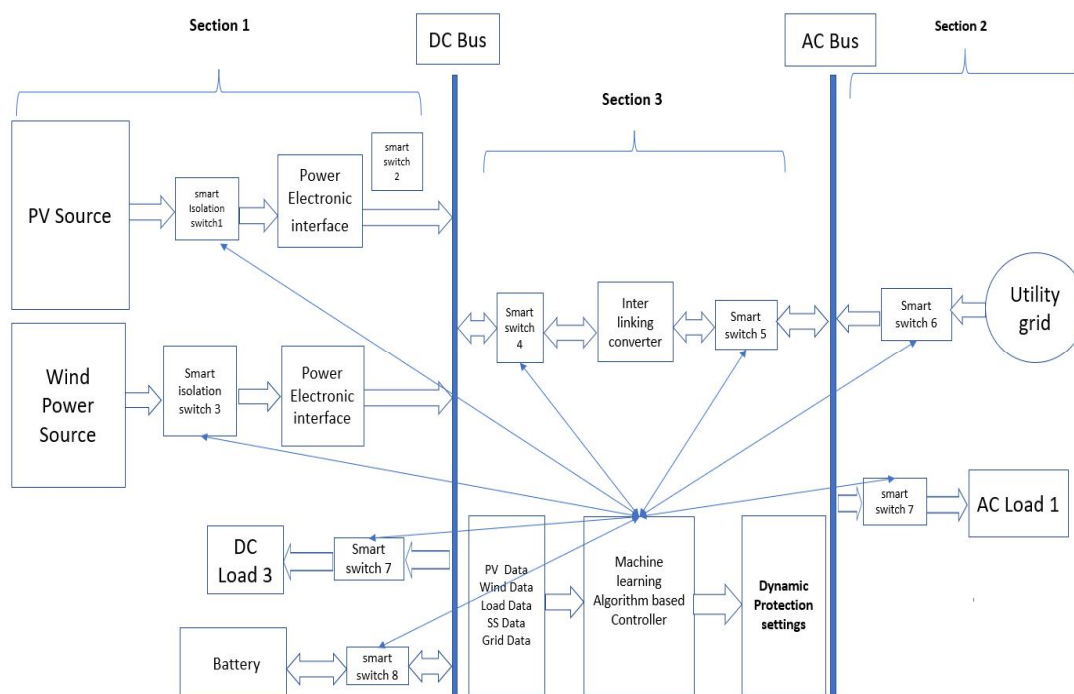 Section 1
DC Bus
AC Bus
Section 2
Section 3
PV Source
smart
Isolation
switch1
Power
Electronic
interface
smart
switch
2
Wind
Power
Source
Smart
isolation
switch 3
Power
Electronic
interface
Smart
switch
4
Inter
linking
converter
Smart
switch 5
Smart
switch 6
Utility
grid
DC
Load 3
Smart
switch 7
Battery
smart
switch 8
PV Data
Wind Data
Load Data
SS Data
Grid Data
Machine
learning
Algorithm based
Controller
Dynamic
Protection
settings
smart
switch 7
AC Load 1